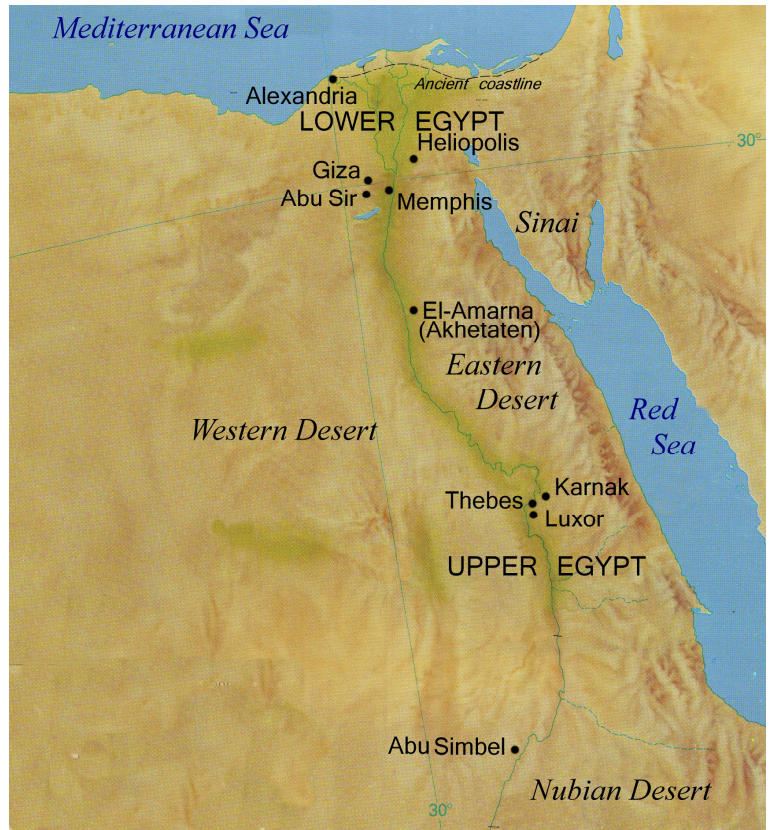 Mediterranean Sea
Alexandria
Ancient coastline
LOWER EGYPT
30°
Heliopolis
Giza
Abu Sir
Memphis
Sinai
El-Amarna
(Akhetaten)
Eastern
Desert
Red
Sea
Western Desert
Karnak
Thebes
Luxor
UPPER EGYPT
Abu Simbel
Nubian Desert
30°